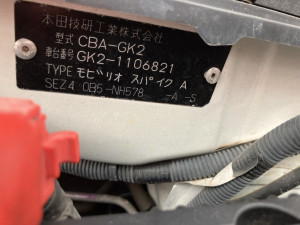 本田技研工業株式会社
型式 CBA-GK2
車台番号 GK2-1106821
TYPE モビリオ スパイク A
SEZ4 0B5-NH578 -A -S